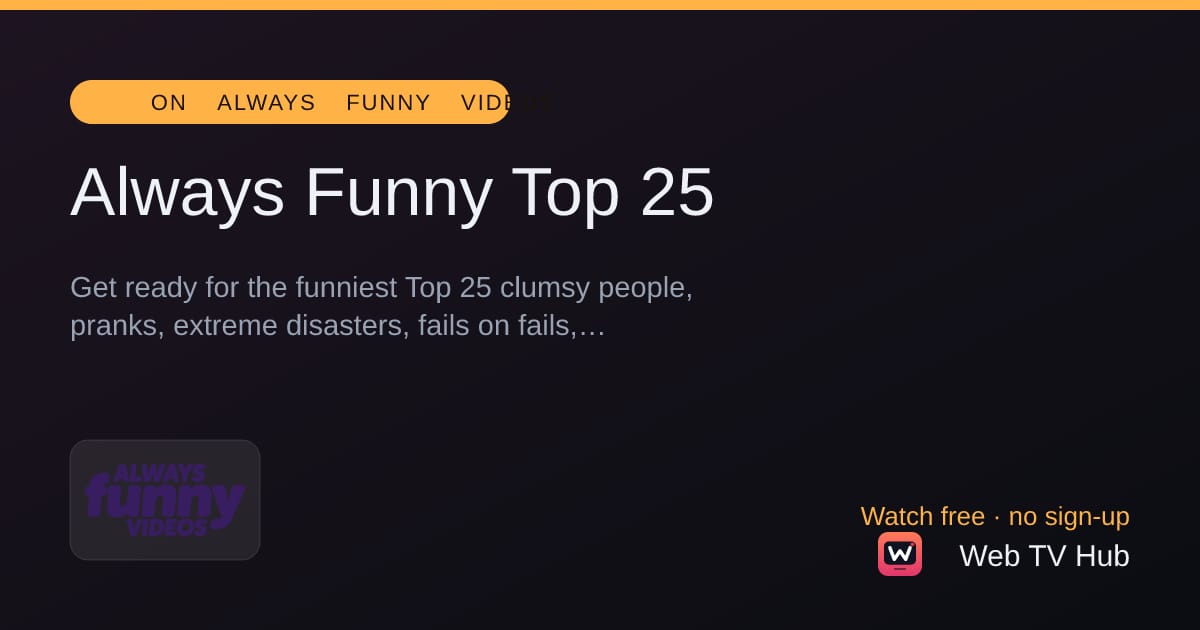 ON ALWAYS FUNNY VIDEOS
Always Funny Top 25
Get ready for the funniest Top 25 clumsy people,
pranks, extreme disasters, fails on fails,…
ALWAYS
funny
VIDEOS
Watch free · no sign-up
W
Web TV Hub